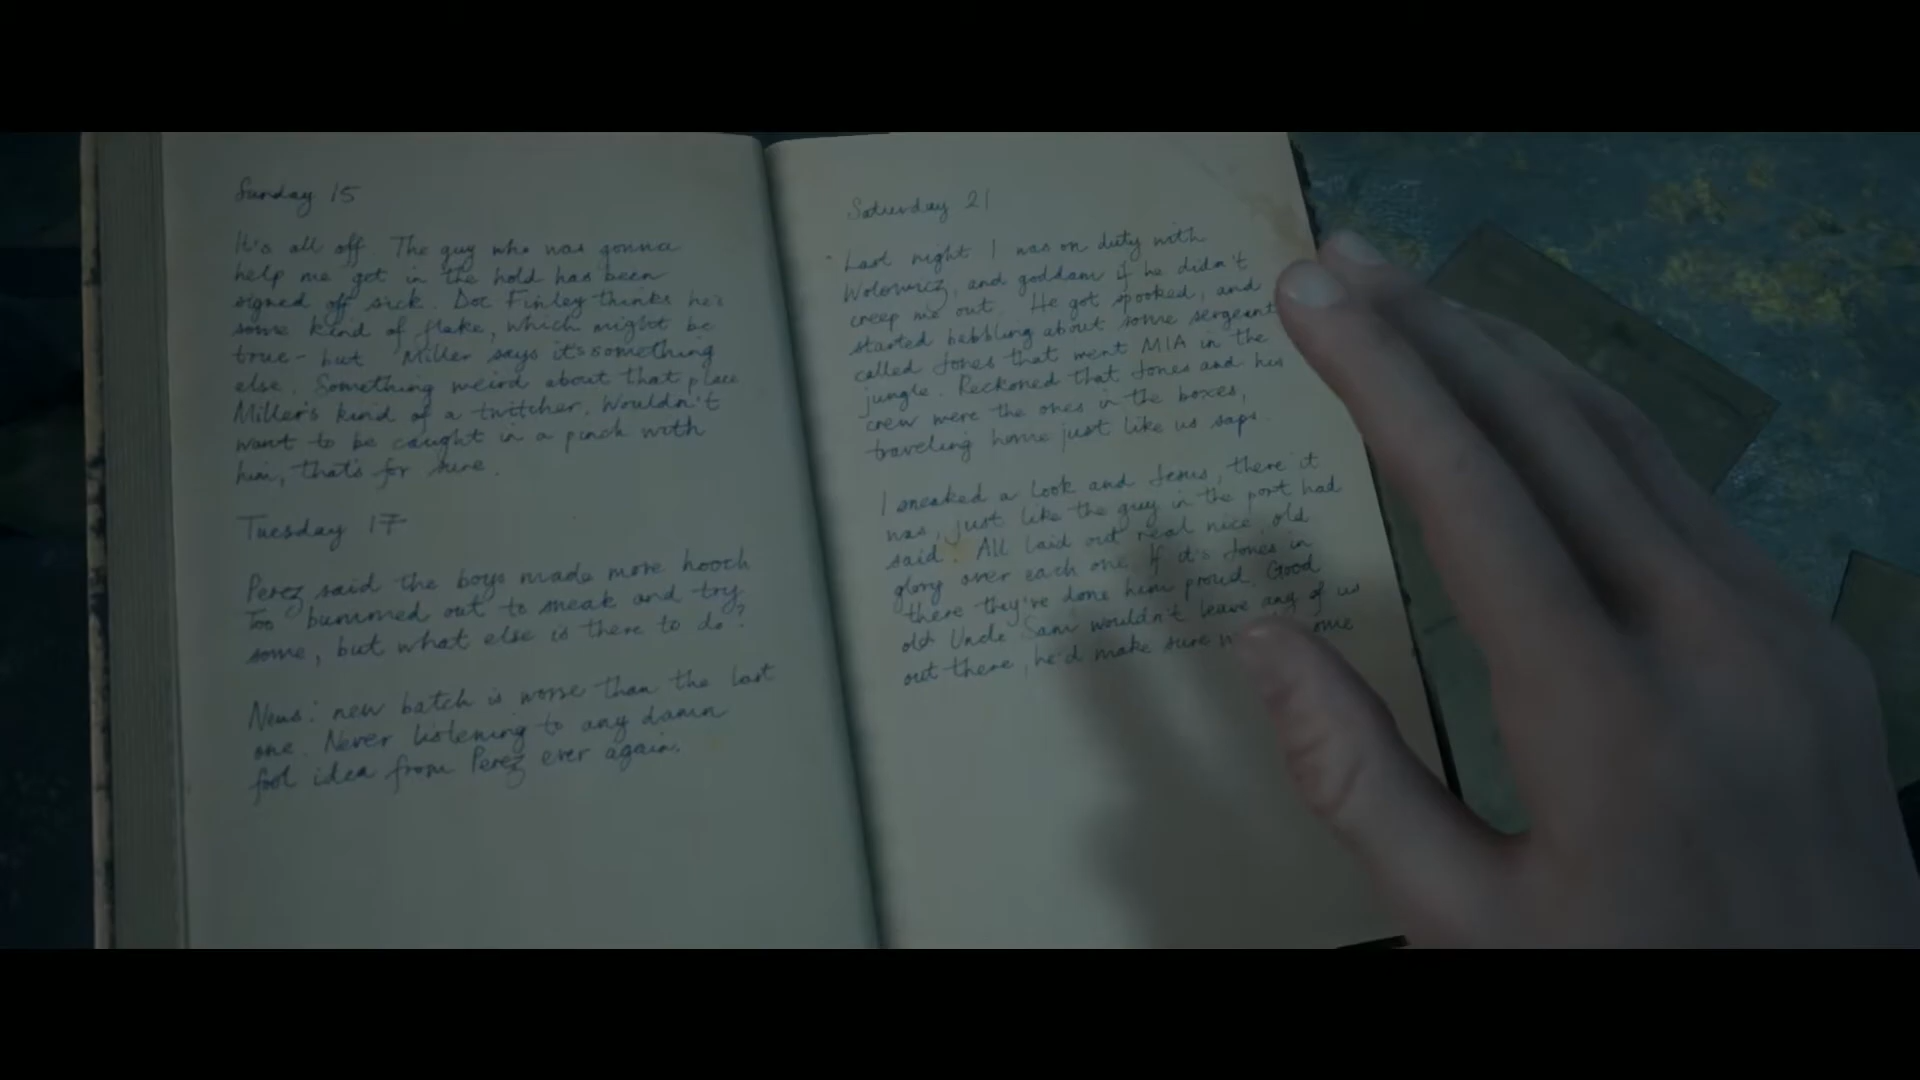 Sunday 15
It's all off. The guy who was gonna
help me get in the hold has been
signed off sick. Doc Finley thinks he's
some kind of flake, which might be
true - but Miller says it's something
else. Something weird about that place
Miller's kind of a twitcher. Wouldn't
want to be caught in a pinch with
him, that's for sure.
Tuesday 17
Perez said the boys made more hooch
Too bummed out to sneak and try
some, but what else is there to do?
News: new batch is worse than the last
one. Never listening to any damn
fool idea from Perez ever again.
Saturday 21
Last night I was on duty with
Wolowicz, and goddam if he didn't
creep me out. He got spooked, and
started babbling about some sergeant
called Jones that went MIA in the
jungle. Reckoned that Jones and his
crew were the ones in the boxes,
traveling home just like us saps.
I sneaked a look and Jesus, there it
was, just like the guy in the port had
said. All laid out real nice, old
glory over each one. If it's Jones in
there they've done him proud. Good
old Uncle Sam wouldn't leave any of us
out there, he'd make sure